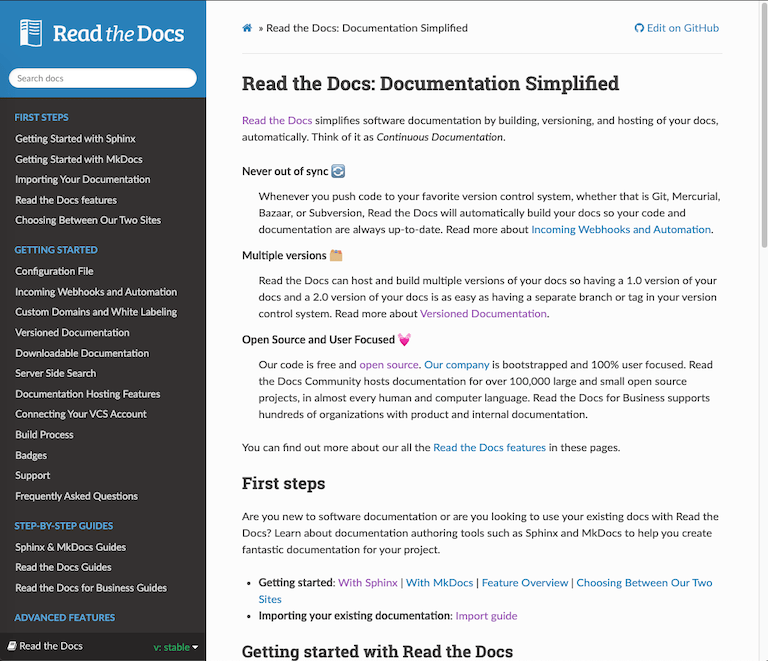 Read the Docs
Search docs
FIRST STEPS
Getting Started with Sphinx
Getting Started with MkDocs
Importing Your Documentation
Read the Docs features
Choosing Between Our Two Sites
GETTING STARTED
Configuration File
Incoming Webhooks and Automation
Custom Domains and White Labeling
Versioned Documentation
Downloadable Documentation
Server Side Search
Documentation Hosting Features
Connecting Your VCS Account
Build Process
Badges
Support
Frequently Asked Questions
STEP-BY-STEP GUIDES
Sphinx & MkDocs Guides
Read the Docs Guides
Read the Docs for Business Guides
ADVANCED FEATURES
Read the Docs v: stable
» Read the Docs: Documentation Simplified
Edit on GitHub
Read the Docs: Documentation Simplified
Read the Docs simplifies software documentation by building, versioning, and hosting of your docs,
automatically. Think of it as Continuous Documentation.
Never out of sync
Whenever you push code to your favorite version control system, whether that is Git, Mercurial,
Bazaar, or Subversion, Read the Docs will automatically build your docs so your code and
documentation are always up-to-date. Read more about Incoming Webhooks and Automation.
Multiple versions
Read the Docs can host and build multiple versions of your docs so having a 1.0 version of your
docs and a 2.0 version of your docs is as easy as having a separate branch or tag in your version
control system. Read more about Versioned Documentation.
Open Source and User Focused
Our code is free and open source. Our company is bootstrapped and 100% user focused. Read
the Docs Community hosts documentation for over 100,000 large and small open source
projects, in almost every human and computer language. Read the Docs for Business supports
hundreds of organizations with product and internal documentation.
You can find out more about our all the Read the Docs features in these pages.
First steps
Are you new to software documentation or are you looking to use your existing docs with Read the
Docs? Learn about documentation authoring tools such as Sphinx and MkDocs to help you create
fantastic documentation for your project.
• Getting started: With Sphinx | With MkDocs | Feature Overview | Choosing Between Our Two
Sites
• Importing your existing documentation: Import guide
Getting started with Read the Docs